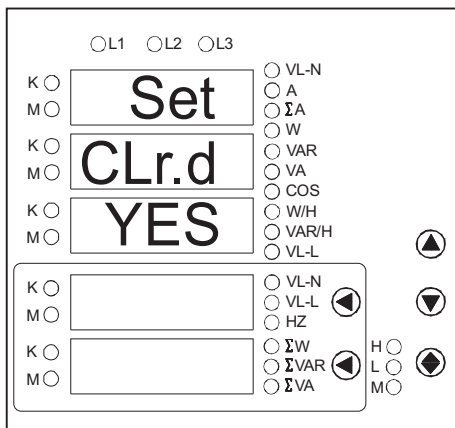 L1 L2 L3
K
M
Set
VL-N
A
ΣA
W
K
M
CLr.d
VAR
VA
COS
K
M
YES
W/H
VAR/H
VL-L
K
M
VL-N
VL-L
HZ
K
M
ΣW
ΣVAR
ΣVA
H
L
M